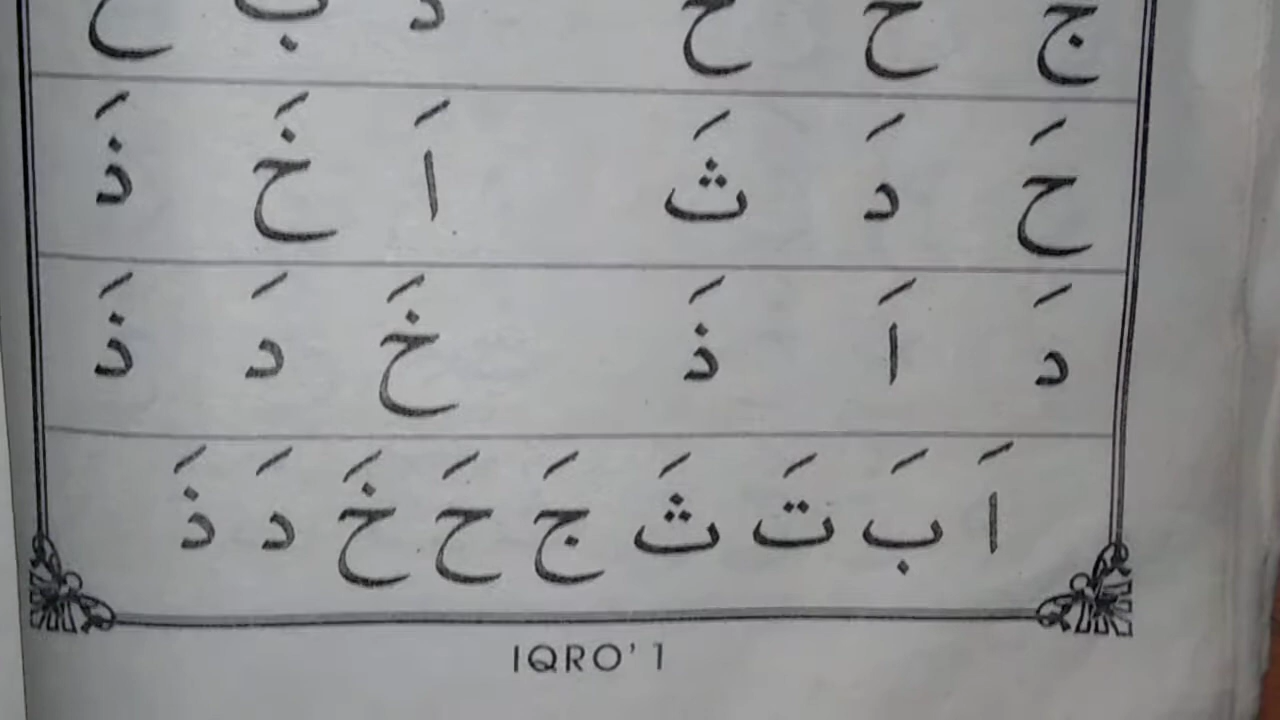 ج ح ح د ب ح
حَ دَ ثَ اَ خَ ذَ
دَ اَ ذَ خَ دَ ذَ
اَ بَ تَ ثَ جَ حَ خَ دَ ذَ
IQRO' 1